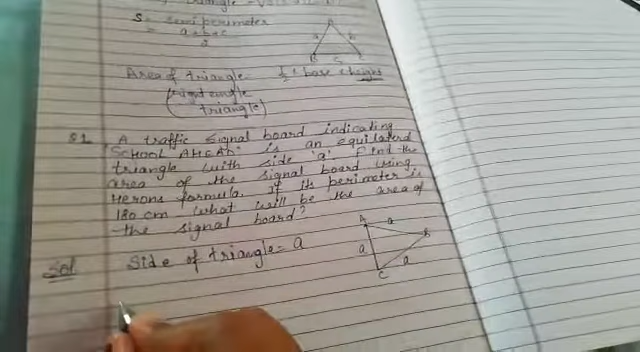 S = semi perimeter
= a+b+c
2
a
b
B
c
C
Area of triangle
1/2 × base × height
triangle)
Q1 A traffic signal board indicating
'SCHOOL AHEAD' is an equilateral
triangle with side 'a'. Find the
area of the signal board using
Herons formula. If its perimeter is
180 cm what will be the area of
the signal board?
Sol Side of triangle = a
A
a
B
a
a
C